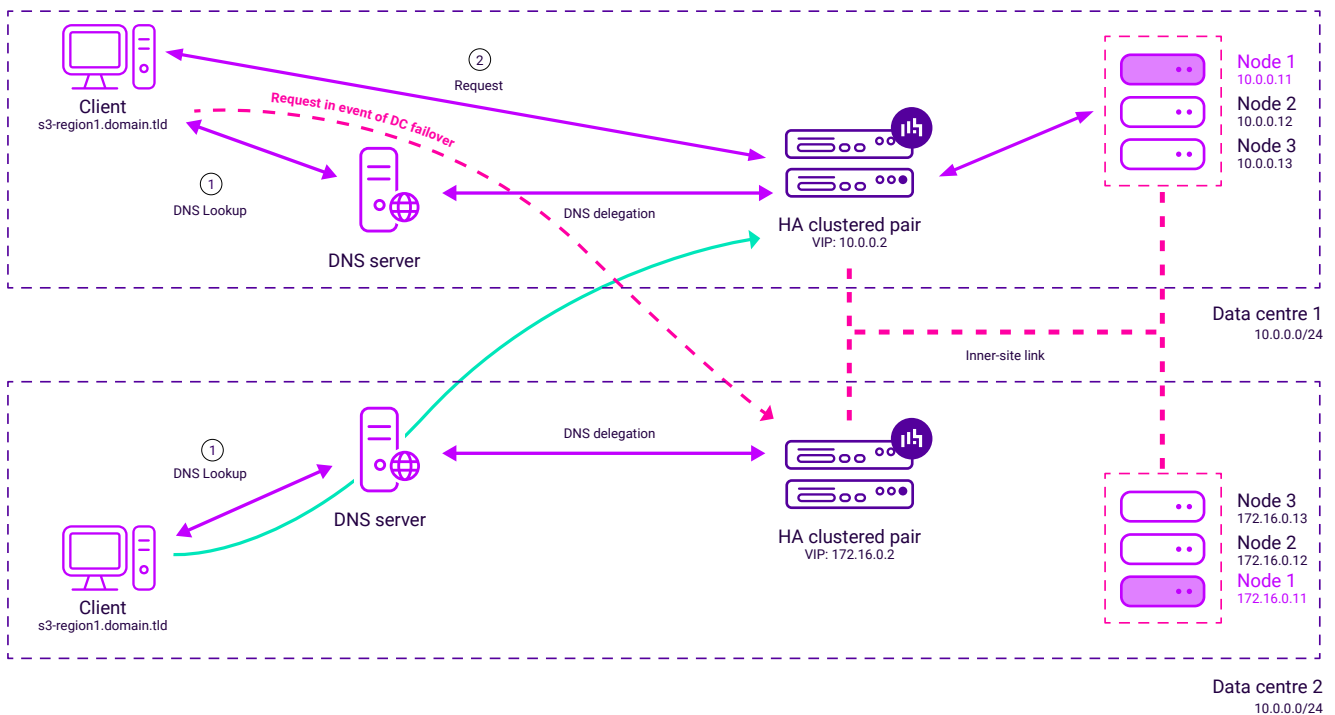 2
Request
Request in event of DC failover
Client
s3-region1.domain.tld
1
DNS Lookup
DNS server
DNS delegation
HA clustered pair
VIP: 10.0.0.2
Node 1
10.0.0.11
Node 2
10.0.0.12
Node 3
10.0.0.13
Data centre 1
10.0.0.0/24
Inner-site link
1
DNS Lookup
DNS server
DNS delegation
HA clustered pair
VIP: 172.16.0.2
Client
s3-region1.domain.tld
Node 3
172.16.0.13
Node 2
172.16.0.12
Node 1
172.16.0.11
Data centre 2
10.0.0.0/24